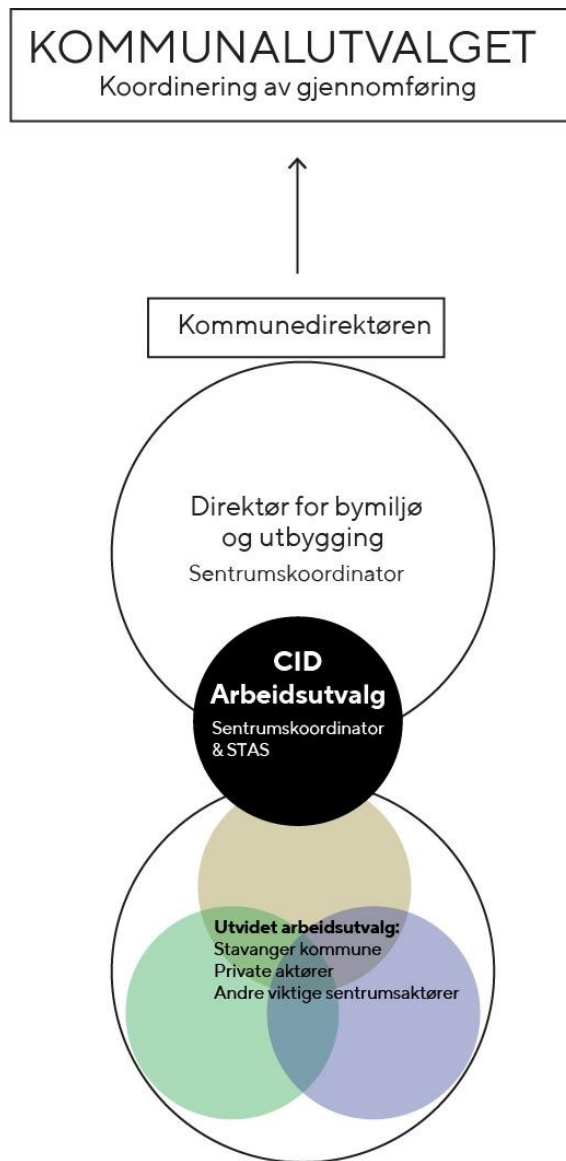 KOMMUNALUTVALGET
Koordinering av gjennomføring
Kommunedirektøren
Direktør for bymiljø
og utbygging
Sentrumskoordinator
CID
Arbeidsutvalg
Sentrumskoordinator
& STAS
Utvidet arbeidsutvalg:
Stavanger kommune
Private aktører
Andre viktige sentrumsaktører